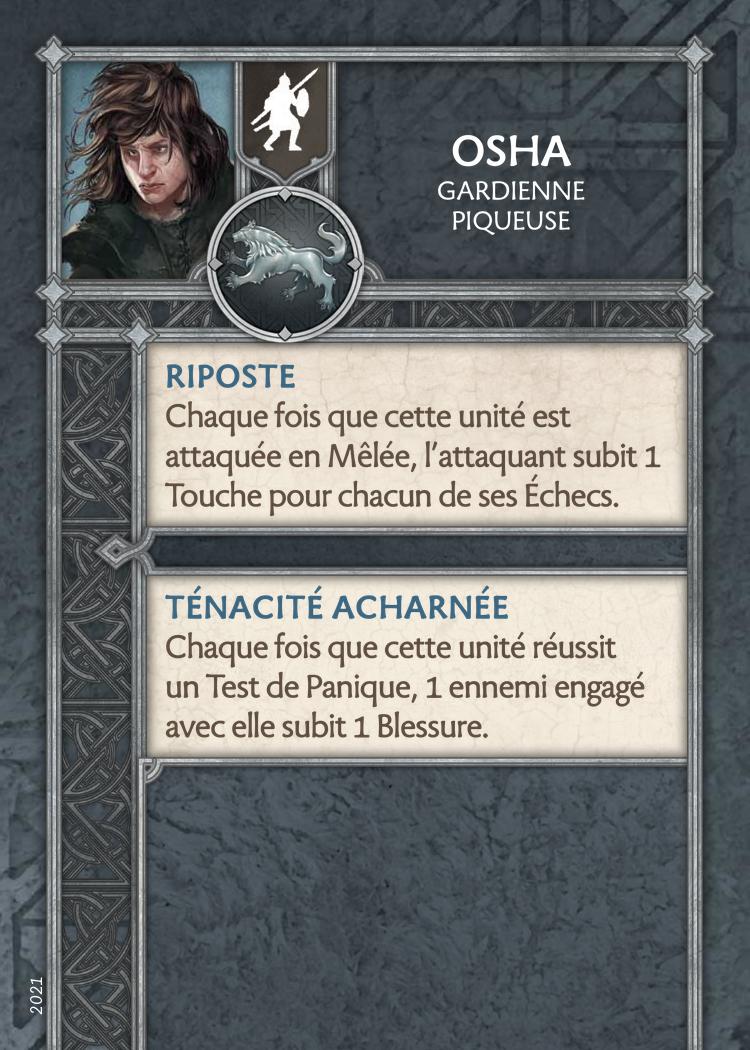 OSHA
GARDIENNE
PIQUEUSE
RIPOSTE
Chaque fois que cette unité est
attaquée en Mêlée, l'attaquant subit 1
Touche pour chacun de ses Échecs.
TÉNACITÉ ACHARNÉE
Chaque fois que cette unité réussit
un Test de Panique, 1 ennemi engagé
avec elle subit 1 Blessure.
2021